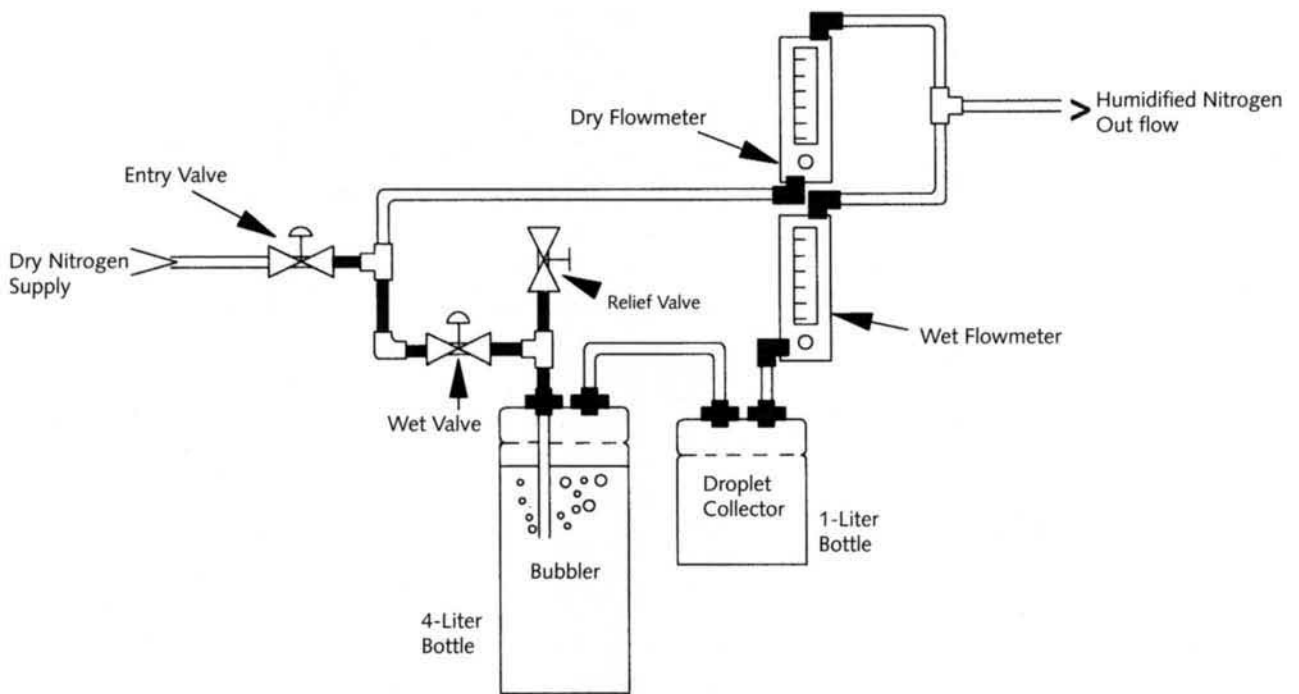 Dry Flowmeter
Humidified Nitrogen
Out flow
Entry Valve
Dry Nitrogen
Supply
Relief Valve
Wet Flowmeter
Wet Valve
Droplet
Collector
1-Liter
Bottle
Bubbler
4-Liter
Bottle